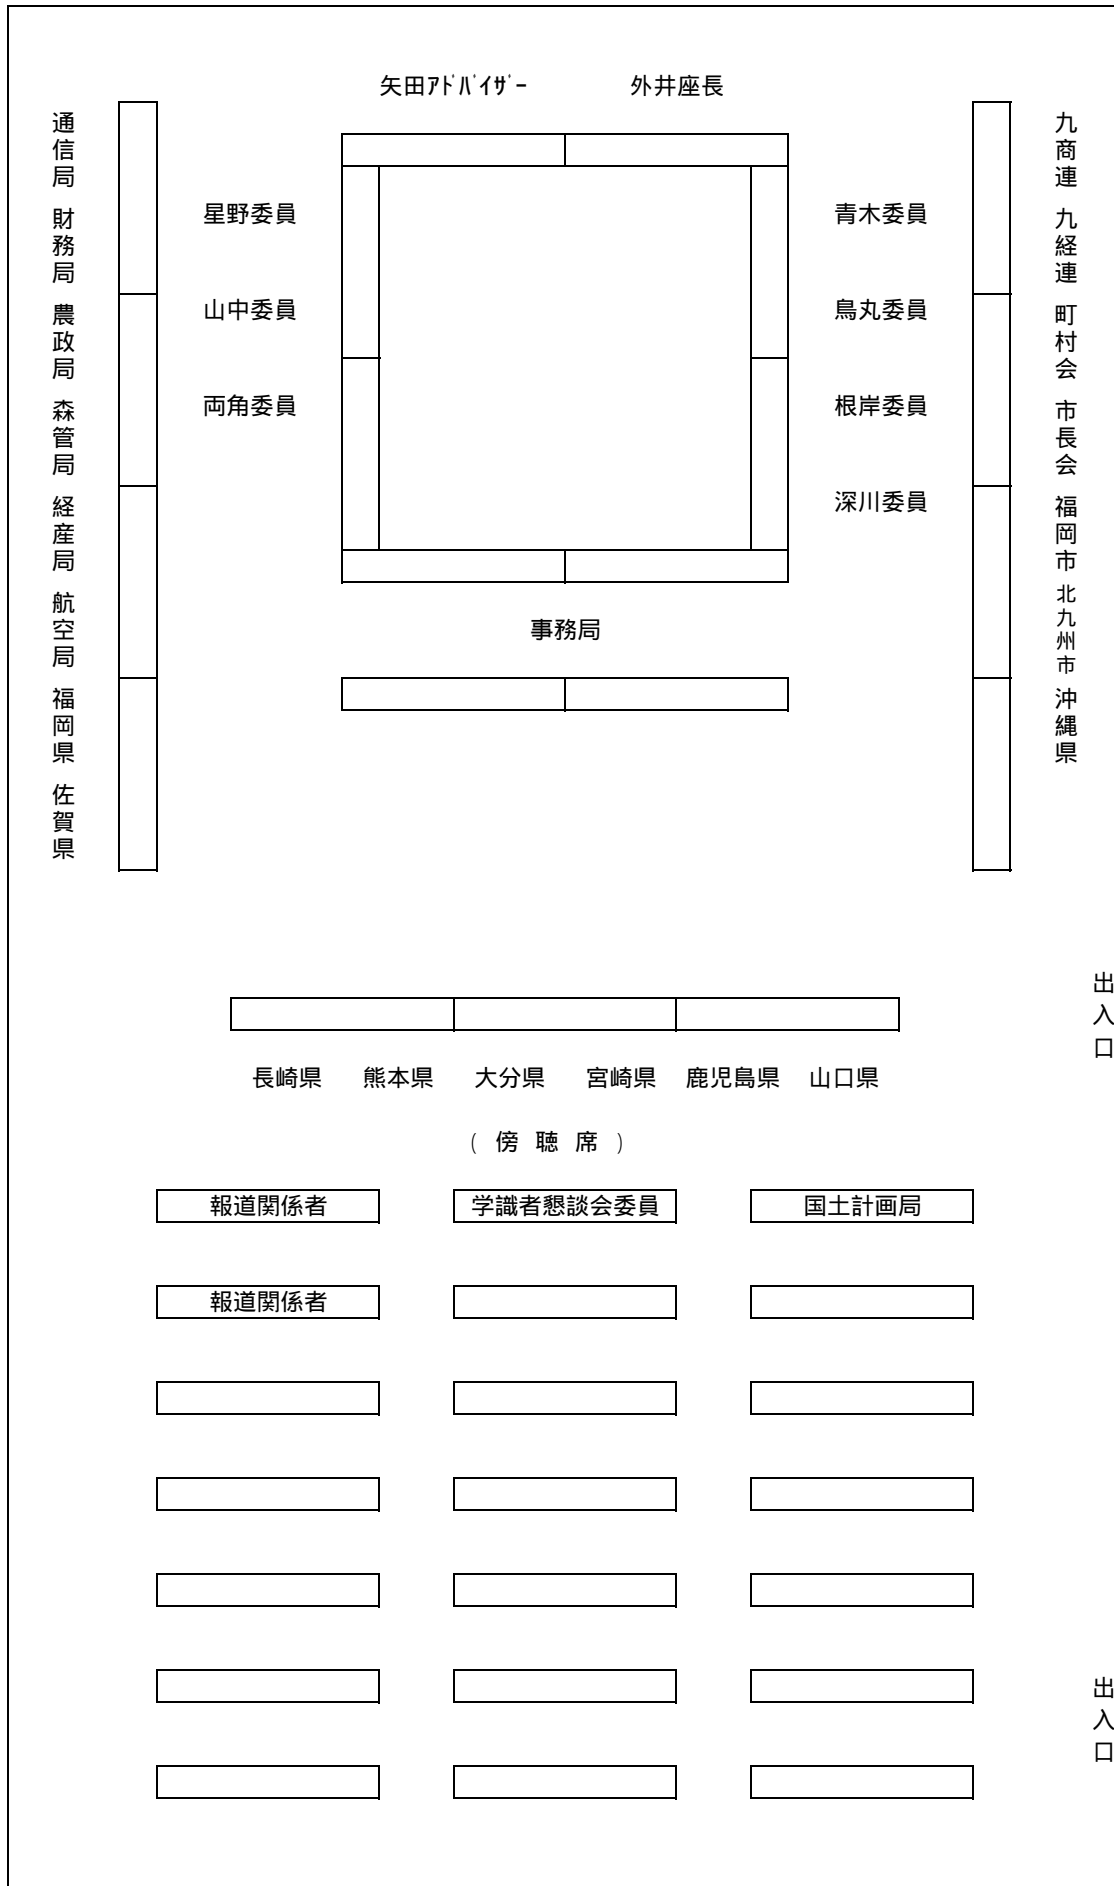 矢田ｱﾄﾞﾊﾞｲｻﾞｰ 外井座長
通信局
財務局
農政局
森管局
経産局
航空局
福岡県
佐賀県
星野委員
山中委員
両角委員
青木委員
鳥丸委員
根岸委員
深川委員
九商連
九経連
町村会
市長会
福岡市
北九州市
沖縄県
事務局
出入口
長崎県 熊本県 大分県 宮崎県 鹿児島県 山口県
(傍聴席)
報道関係者 学識者懇談会委員 国土計画局
報道関係者
出入口